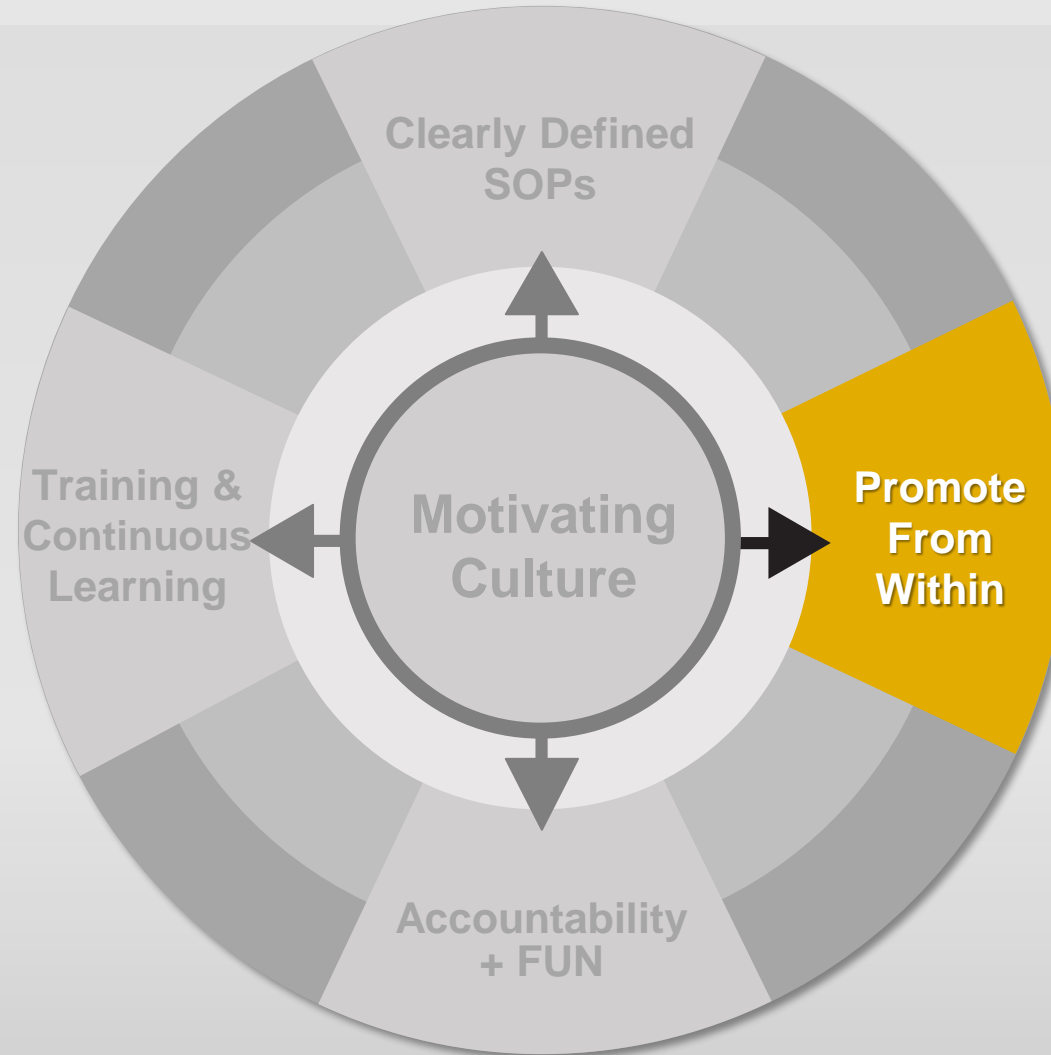 Clearly Defined
SOPs
Training &
Continuous
Learning
Motivating
Culture
Promote
From
Within
Accountability
+ FUN